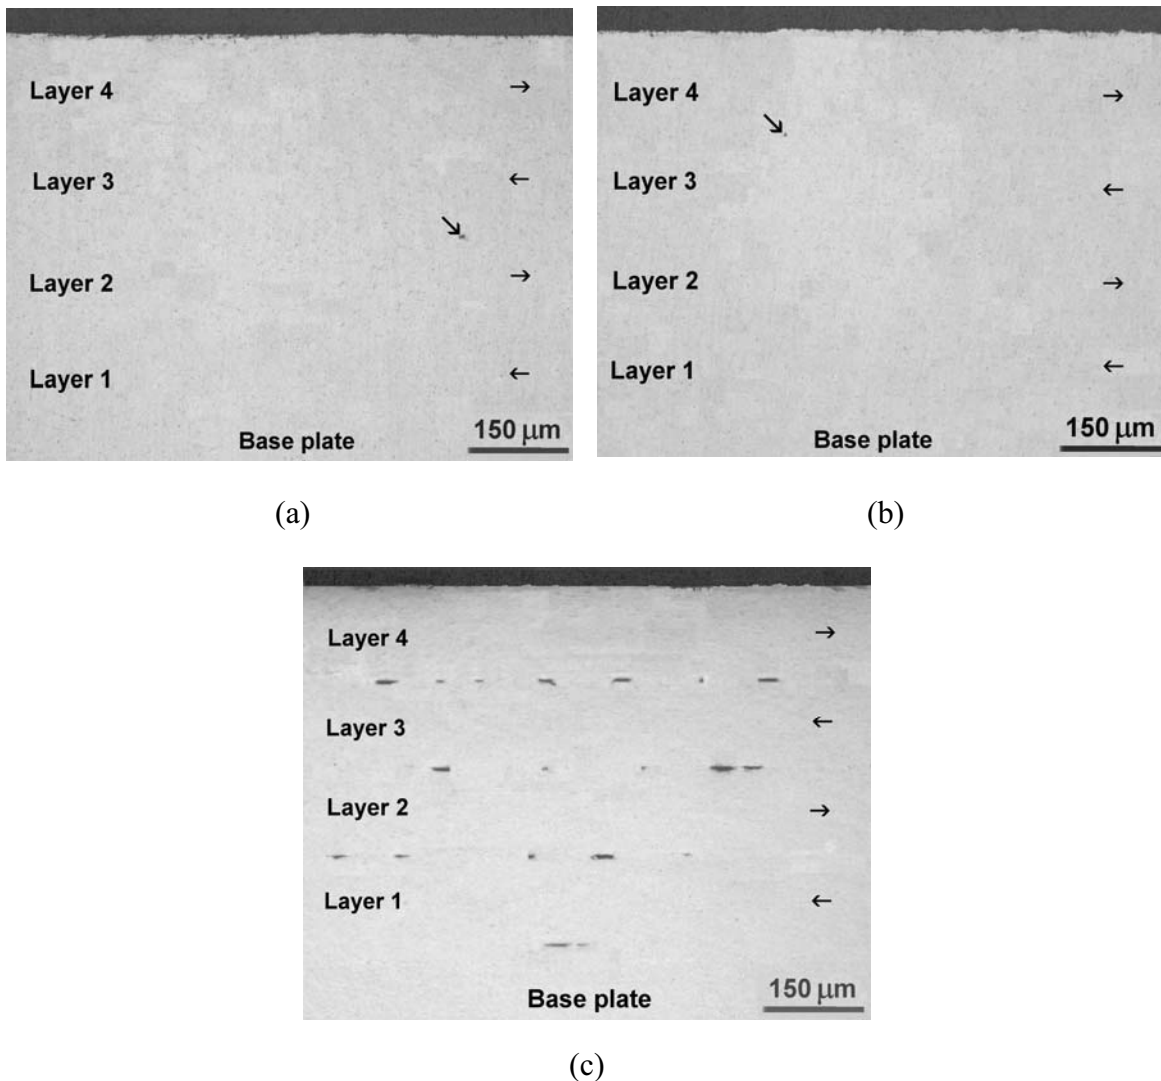 Layer 4 →
Layer 3 ←
Layer 2 →
Layer 1 ←
Base plate
150 μm
(a)
Layer 4 →
Layer 3 ←
Layer 2 →
Layer 1 ←
Base plate
150 μm
(b)
Layer 4 →
Layer 3 ←
Layer 2 →
Layer 1 ←
Base plate
150 μm
(c)